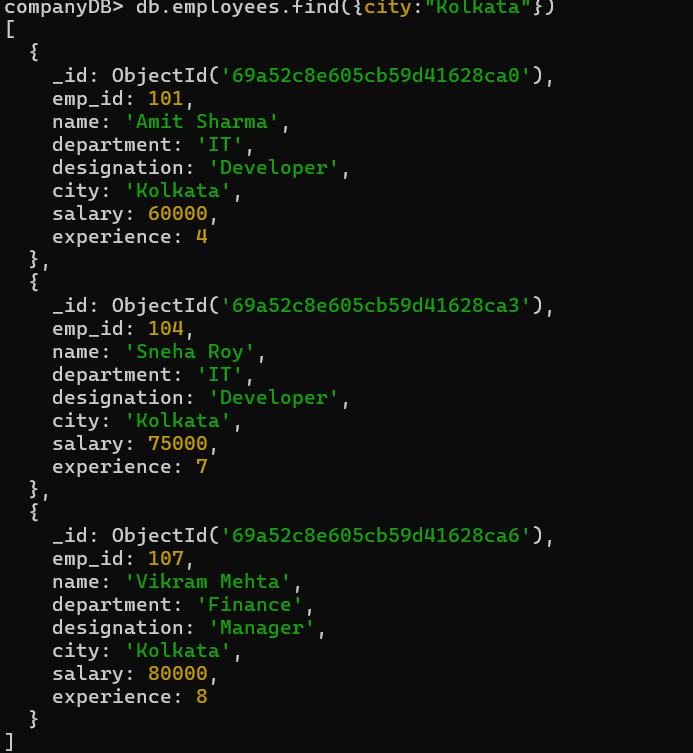 companyDB> db.employees.find({city:"Kolkata"})
[
  {
    _id: ObjectId('69a52c8e605cb59d41628ca0'),
    emp_id: 101,
    name: 'Amit Sharma',
    department: 'IT',
    designation: 'Developer',
    city: 'Kolkata',
    salary: 60000,
    experience: 4
  },
  {
    _id: ObjectId('69a52c8e605cb59d41628ca3'),
    emp_id: 104,
    name: 'Sneha Roy',
    department: 'IT',
    designation: 'Developer',
    city: 'Kolkata',
    salary: 75000,
    experience: 7
  },
  {
    _id: ObjectId('69a52c8e605cb59d41628ca6'),
    emp_id: 107,
    name: 'Vikram Mehta',
    department: 'Finance',
    designation: 'Manager',
    city: 'Kolkata',
    salary: 80000,
    experience: 8
  }
]